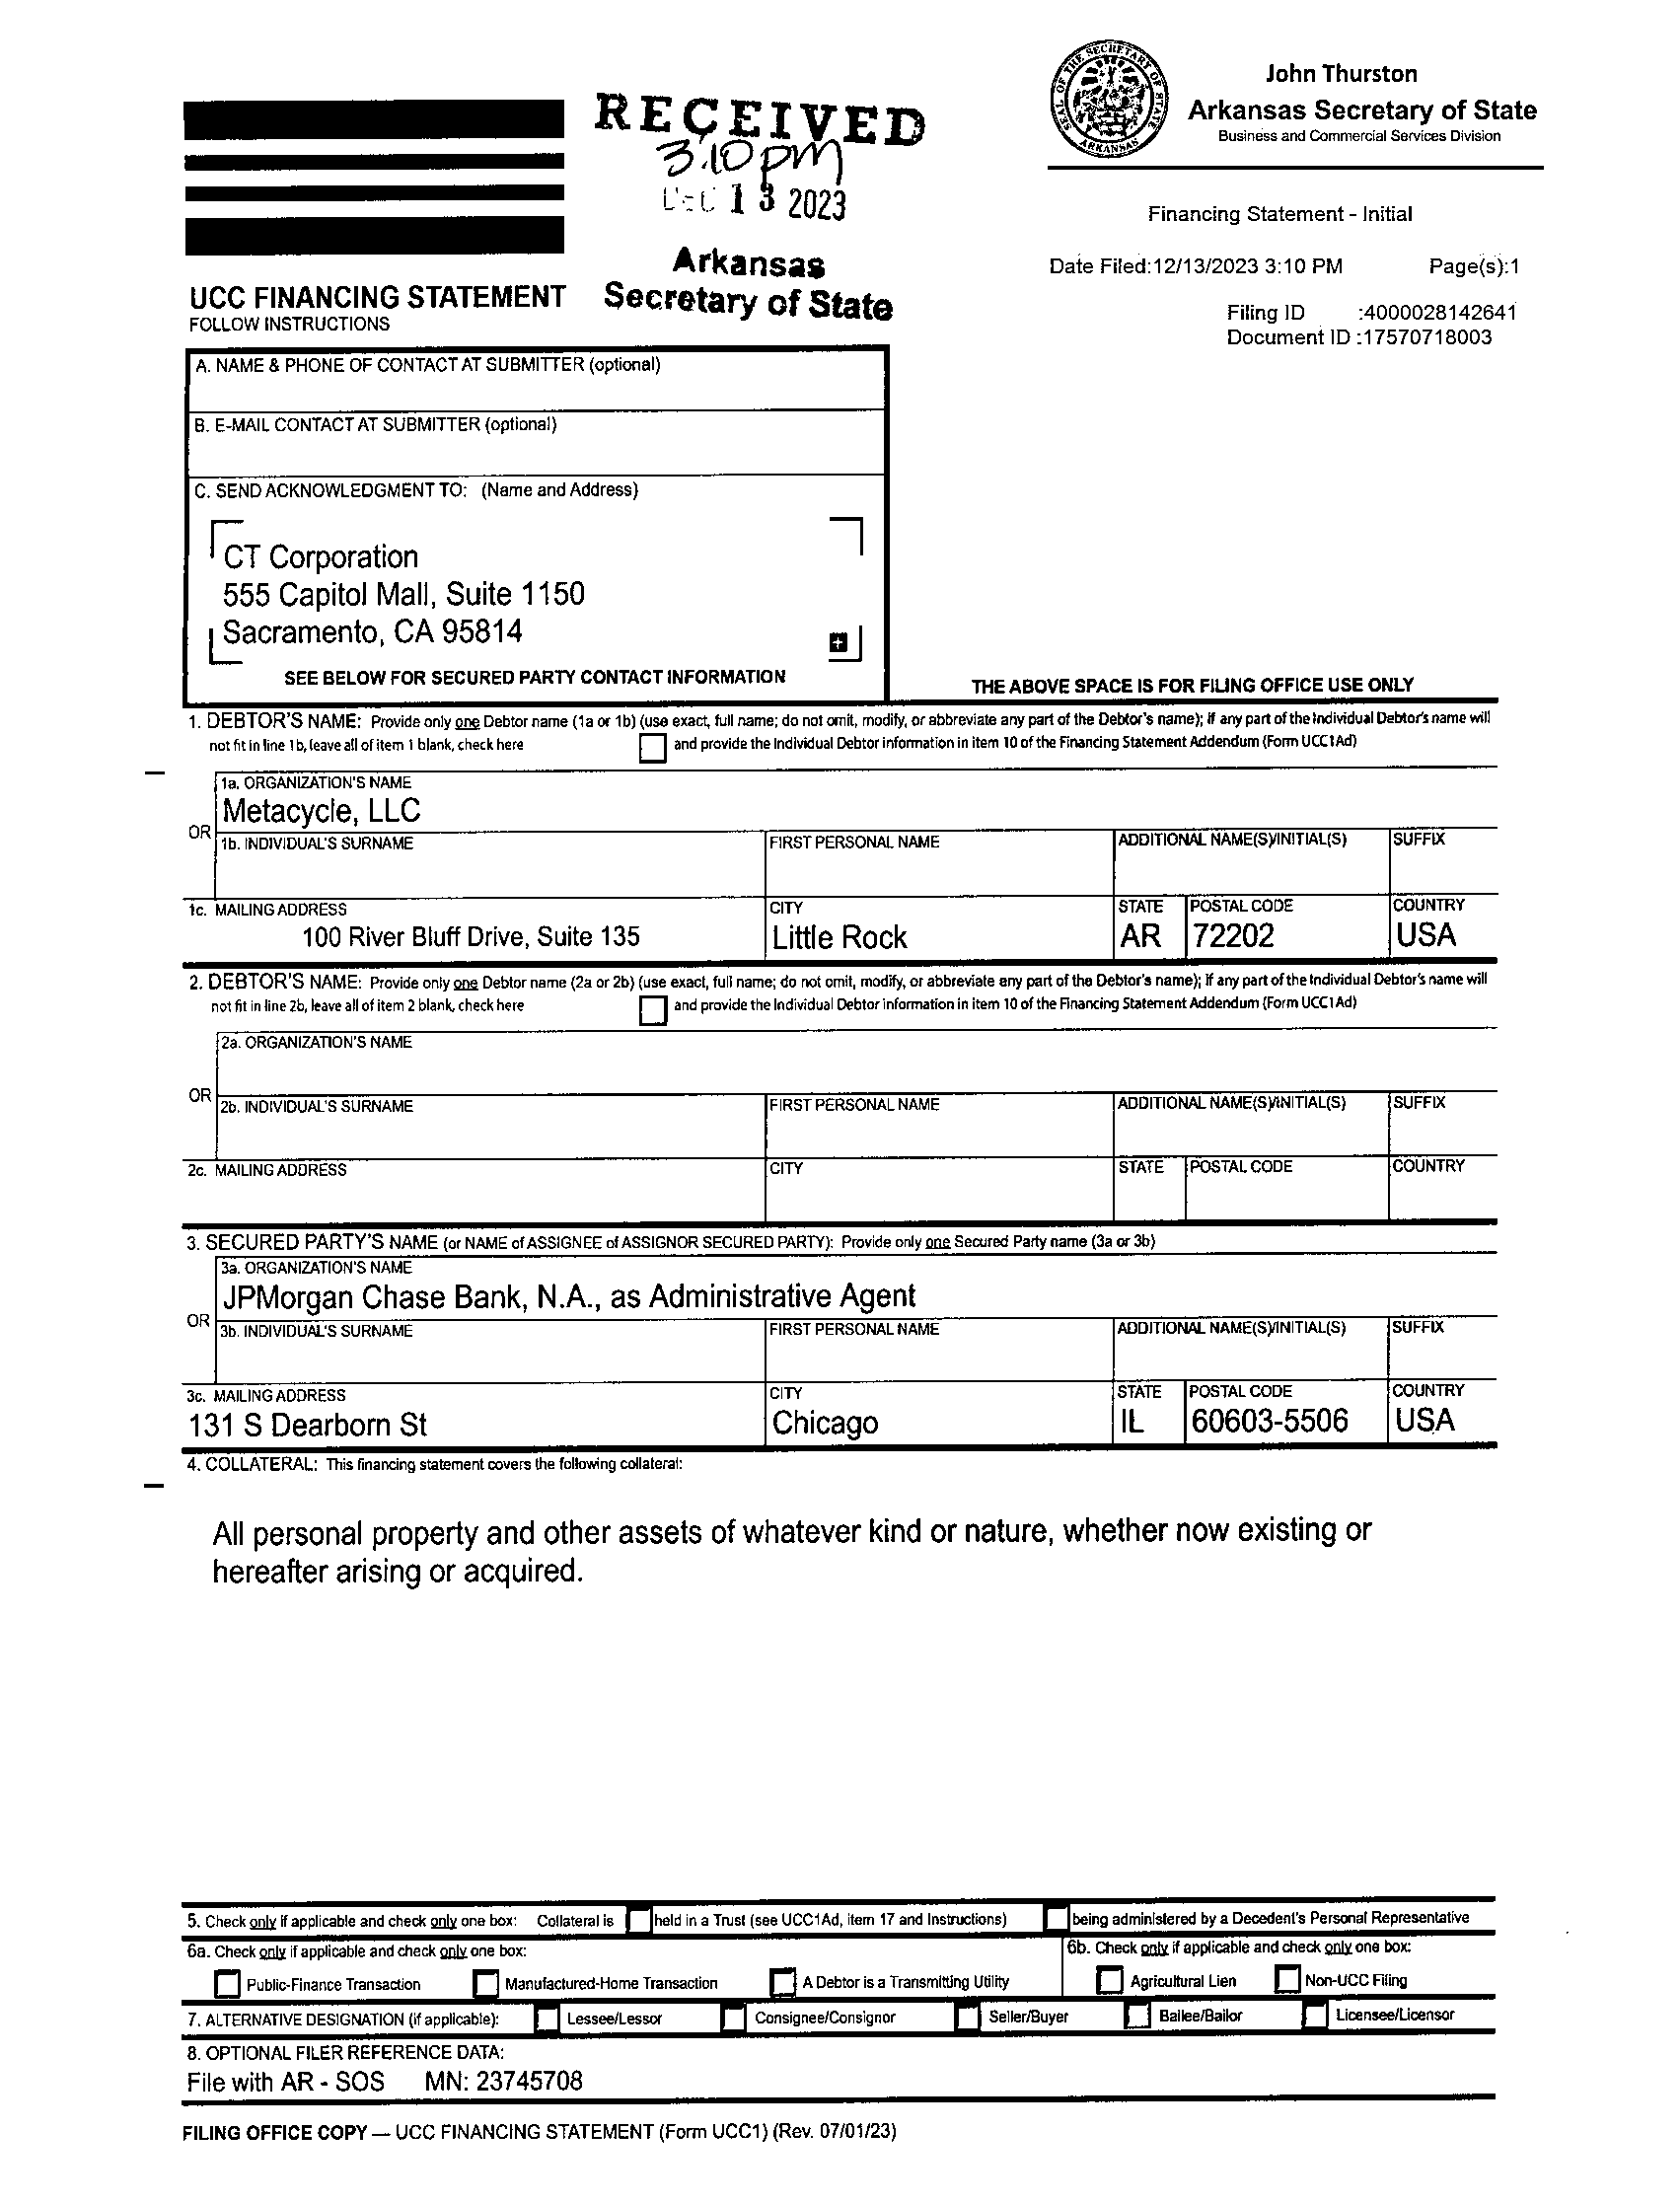 SEAL OF THE SECRETARY OF STATE
ARKANSAS
John Thurston
Arkansas Secretary of State
Business and Commercial Services Division
RECEIVED
3:10 pm
DEC 13 2023
Arkansas
Secretary of State
Financing Statement - Initial
Date Filed:12/13/2023 3:10 PM Page(s):1
Filing ID :4000028142641
Document ID :17570718003
UCC FINANCING STATEMENT
FOLLOW INSTRUCTIONS
A. NAME & PHONE OF CONTACT AT SUBMITTER (optional)
B. E-MAIL CONTACT AT SUBMITTER (optional)
C. SEND ACKNOWLEDGMENT TO: (Name and Address)
CT Corporation
555 Capitol Mall, Suite 1150
Sacramento, CA 95814
SEE BELOW FOR SECURED PARTY CONTACT INFORMATION
THE ABOVE SPACE IS FOR FILING OFFICE USE ONLY
1. DEBTOR'S NAME: Provide only one Debtor name (1a or 1b) (use exact, full name; do not omit, modify, or abbreviate any part of the Debtor's name); if any part of the Individual Debtor's name will
not fit in line 1b, leave all of item 1 blank, check here and provide the Individual Debtor information in item 10 of the Financing Statement Addendum (Form UCC1Ad)
1a. ORGANIZATION'S NAME
Metacycle, LLC
OR
1b. INDIVIDUAL'S SURNAME FIRST PERSONAL NAME ADDITIONAL NAME(S)/INITIAL(S) SUFFIX
1c. MAILING ADDRESS CITY STATE POSTAL CODE COUNTRY
100 River Bluff Drive, Suite 135 Little Rock AR 72202 USA
2. DEBTOR'S NAME: Provide only one Debtor name (2a or 2b) (use exact, full name; do not omit, modify, or abbreviate any part of the Debtor's name); if any part of the Individual Debtor's name will
not fit in line 2b, leave all of item 2 blank, check here and provide the Individual Debtor information in item 10 of the Financing Statement Addendum (Form UCC1Ad)
2a. ORGANIZATION'S NAME
OR
2b. INDIVIDUAL'S SURNAME FIRST PERSONAL NAME ADDITIONAL NAME(S)/INITIAL(S) SUFFIX
2c. MAILING ADDRESS CITY STATE POSTAL CODE COUNTRY
3. SECURED PARTY'S NAME (or NAME of ASSIGNEE of ASSIGNOR SECURED PARTY): Provide only one Secured Party name (3a or 3b)
3a. ORGANIZATION'S NAME
JPMorgan Chase Bank, N.A., as Administrative Agent
OR
3b. INDIVIDUAL'S SURNAME FIRST PERSONAL NAME ADDITIONAL NAME(S)/INITIAL(S) SUFFIX
3c. MAILING ADDRESS CITY STATE POSTAL CODE COUNTRY
131 S Dearborn St Chicago IL 60603-5506 USA
4. COLLATERAL: This financing statement covers the following collateral:
All personal property and other assets of whatever kind or nature, whether now existing or
hereafter arising or acquired.
5. Check only if applicable and check only one box: Collateral is held in a Trust (see UCC1Ad, item 17 and Instructions) being administered by a Decedent's Personal Representative
6a. Check only if applicable and check only one box: 6b. Check only if applicable and check only one box:
Public-Finance Transaction Manufactured-Home Transaction A Debtor is a Transmitting Utility Agricultural Lien Non-UCC Filing
7. ALTERNATIVE DESIGNATION (if applicable): Lessee/Lessor Consignee/Consignor Seller/Buyer Bailee/Bailor Licensee/Licensor
8. OPTIONAL FILER REFERENCE DATA:
File with AR - SOS MN: 23745708
FILING OFFICE COPY — UCC FINANCING STATEMENT (Form UCC1) (Rev. 07/01/23)